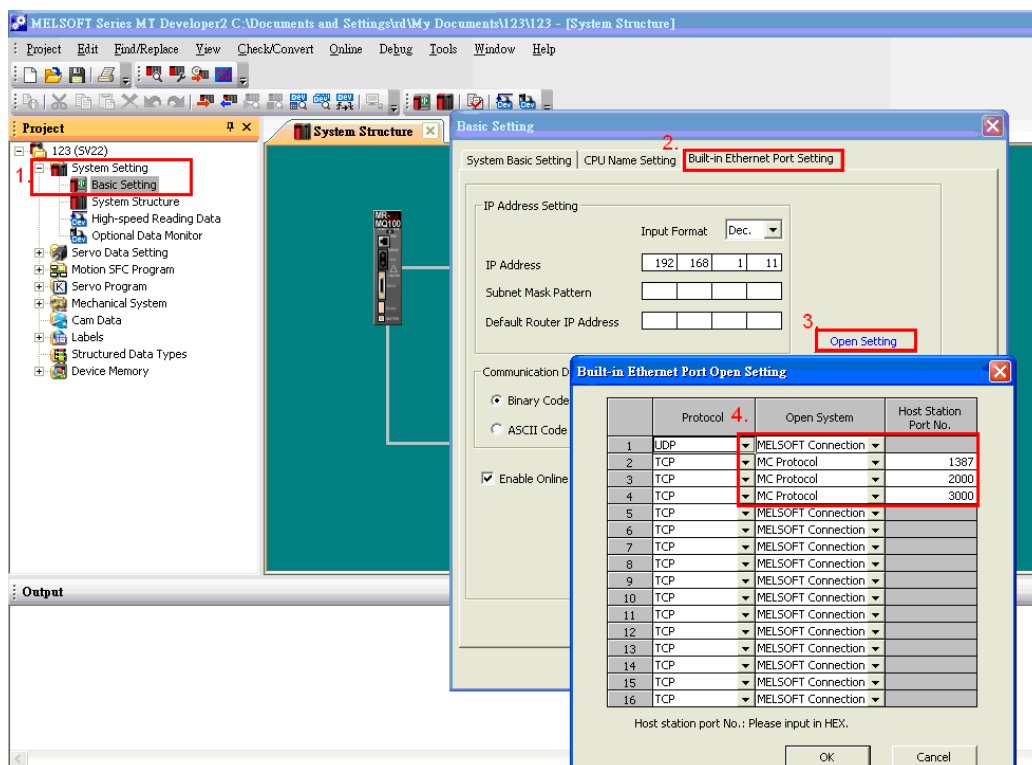 MELSOFT Series MT Developer2 C:\Documents and Settings\rd\My Documents\123\123 - [System Structure]
Project Edit Find/Replace View Check/Convert Online Debug Tools Window Help
Project
System Structure
123 (SV22)
1.
System Setting
Basic Setting
System Structure
High-speed Reading Data
Optional Data Monitor
Servo Data Setting
Motion SFC Program
Servo Program
Mechanical System
Cam Data
Labels
Structured Data Types
Device Memory
MR-
MQ100
Basic Setting
2.
System Basic Setting CPU Name Setting Built-in Ethernet Port Setting
IP Address Setting
Input Format Dec.
IP Address 192 168 1 11
Subnet Mask Pattern
Default Router IP Address
3.
Open Setting
Communication D
Binary Code
ASCII Code
Enable Online
Built-in Ethernet Port Open Setting
4.
Protocol Open System Host Station Port No.
1 UDP MELSOFT Connection
2 TCP MC Protocol 1387
3 TCP MC Protocol 2000
4 TCP MC Protocol 3000
5 TCP MELSOFT Connection
6 TCP MELSOFT Connection
7 TCP MELSOFT Connection
8 TCP MELSOFT Connection
9 TCP MELSOFT Connection
10 TCP MELSOFT Connection
11 TCP MELSOFT Connection
12 TCP MELSOFT Connection
13 TCP MELSOFT Connection
14 TCP MELSOFT Connection
15 TCP MELSOFT Connection
16 TCP MELSOFT Connection
Host station port No.: Please input in HEX.
OK Cancel
Output